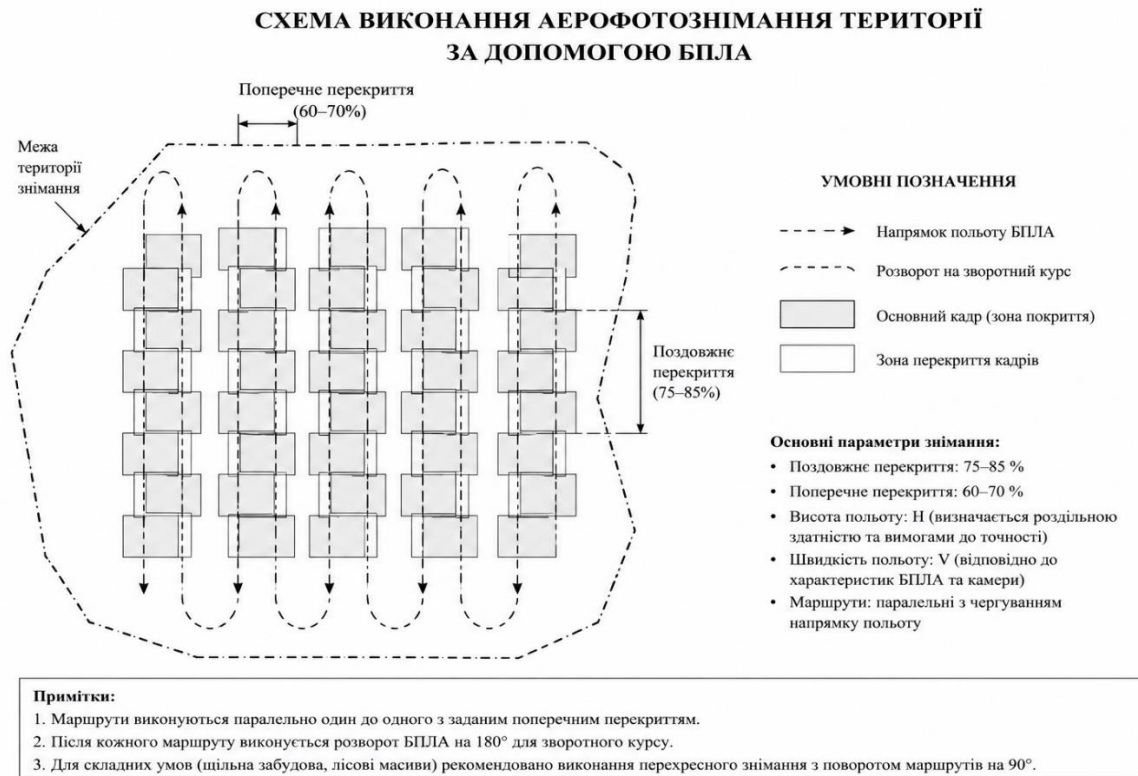 СХЕМА ВИКОНАННЯ АЕРОФОТОЗНІМАННЯ ТЕРИТОРІЇ
ЗА ДОПОМОГОЮ БПЛА
Поперечне перекриття
(60–70%)
Межа
території
знімання
Поздовжнє
перекриття
(75–85%)
УМОВНІ ПОЗНАЧЕННЯ
Напрямок польоту БПЛА
Розворот на зворотний курс
Основний кадр (зона покриття)
Зона перекриття кадрів
Основні параметри знімання:
• Поздовжнє перекриття: 75–85 %
• Поперечне перекриття: 60–70 %
• Висота польоту: H (визначається роздільною
здатністю та вимогами до точності)
• Швидкість польоту: V (відповідно до
характеристик БПЛА та камери)
• Маршрути: паралельні з чергуванням
напрямку польоту
Примітки:
1. Маршрути виконуються паралельно один до одного з заданим поперечним перекриттям.
2. Після кожного маршруту виконується розворот БПЛА на 180° для зворотного курсу.
3. Для складних умов (щільна забудова, лісові масиви) рекомендовано виконання перехресного знімання з поворотом маршрутів на 90°.